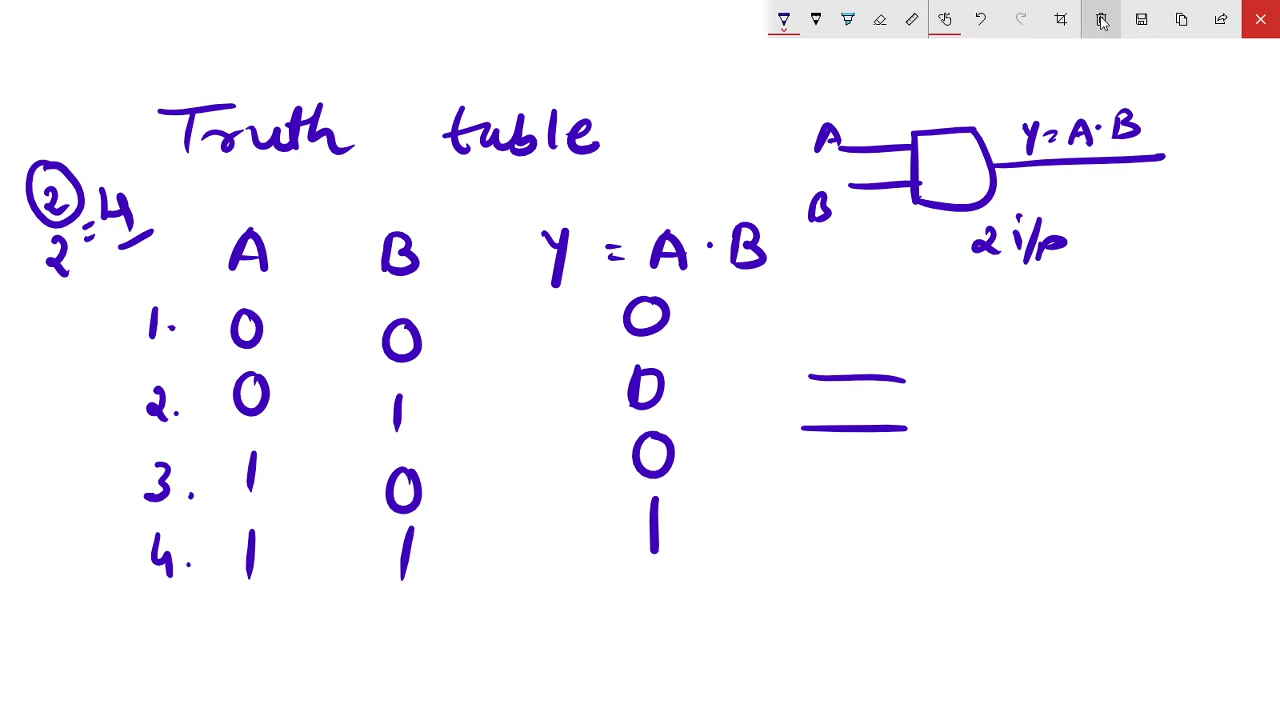 Truth table
A
B
Y = A · B
2 i/p
2² = 4
A B Y = A · B
1. 0 0 0
2. 0 1 0
3. 1 0 0
4. 1 1 1